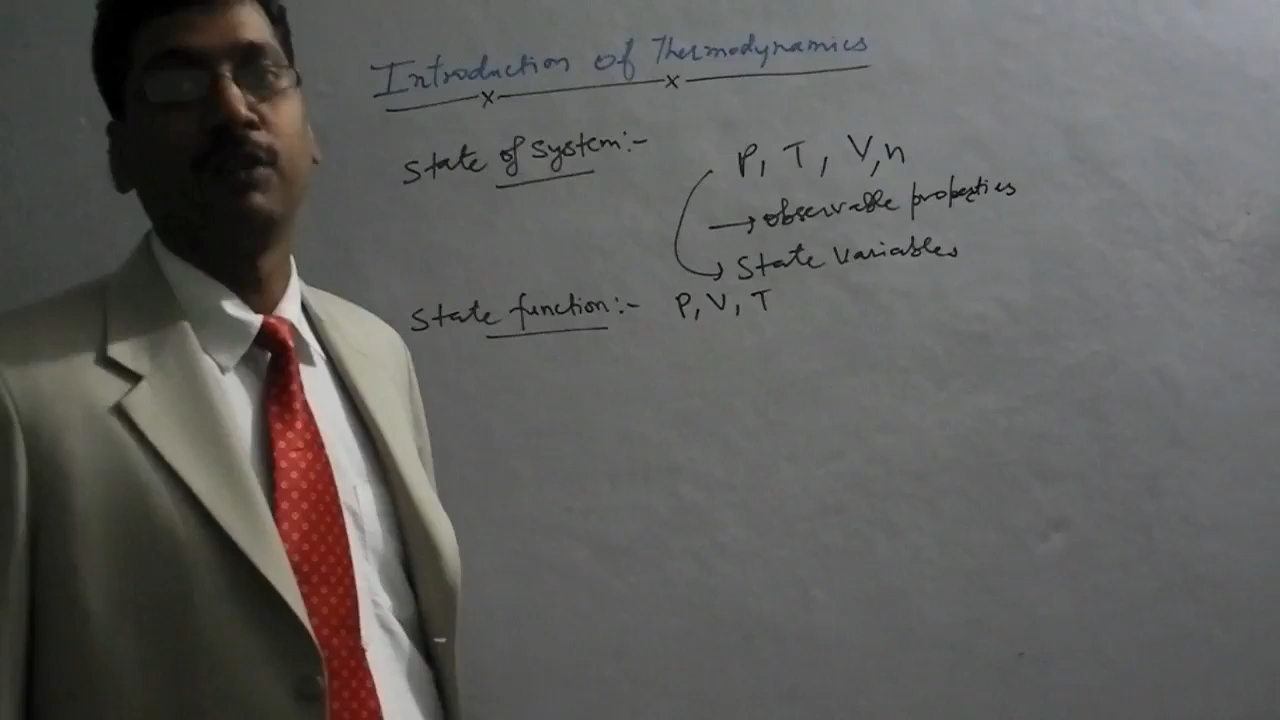 Introduction of Thermodynamics
State of system:- P, T, V, n
→ observable properties
→ State variables
State function:- P, V, T